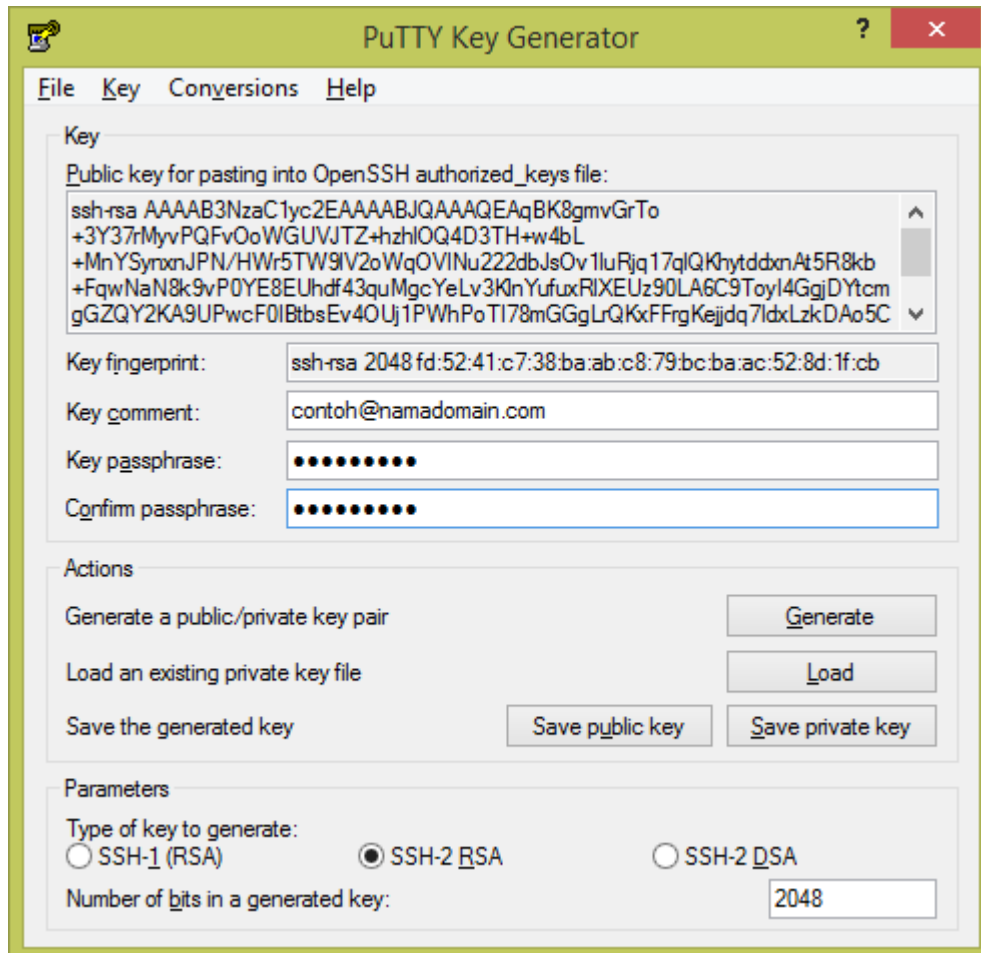 PuTTY Key Generator
?
×
File Key Conversions Help
Key
Public key for pasting into OpenSSH authorized_keys file:
ssh-rsa AAAAB3NzaC1yc2EAAAABJQAAAQEAqBK8gmvGrTo
+3Y37rMyvPQFvOoWGUVJTZ+hzhlOQ4D3TH+w4bL
+MnYSynxnJPN/HWr5TW9lV2oWqOVINu222dbJsOv1luRjq17qlQKhytddxnAt5R8kb
+FqwNaN8k9vP0YE8EUhdf43quMgcYeLv3KlnYufuxRlXEUz90LA6C9Toyl4GgjDYtcm
gGZQY2KA9UPwcF0lBtbsEv4OUj1PWhPoTl78mGGgLrQKxFFrgKejjdq7ldxLzkDAo5C
Key fingerprint: ssh-rsa 2048 fd:52:41:c7:38:ba:ab:c8:79:bc:ba:ac:52:8d:1f:cb
Key comment: contoh@namadomain.com
Key passphrase: ●●●●●●●●●
Confirm passphrase: ●●●●●●●●●
Actions
Generate a public/private key pair Generate
Load an existing private key file Load
Save the generated key Save public key Save private key
Parameters
Type of key to generate:
SSH-1 (RSA) SSH-2 RSA SSH-2 DSA
Number of bits in a generated key: 2048